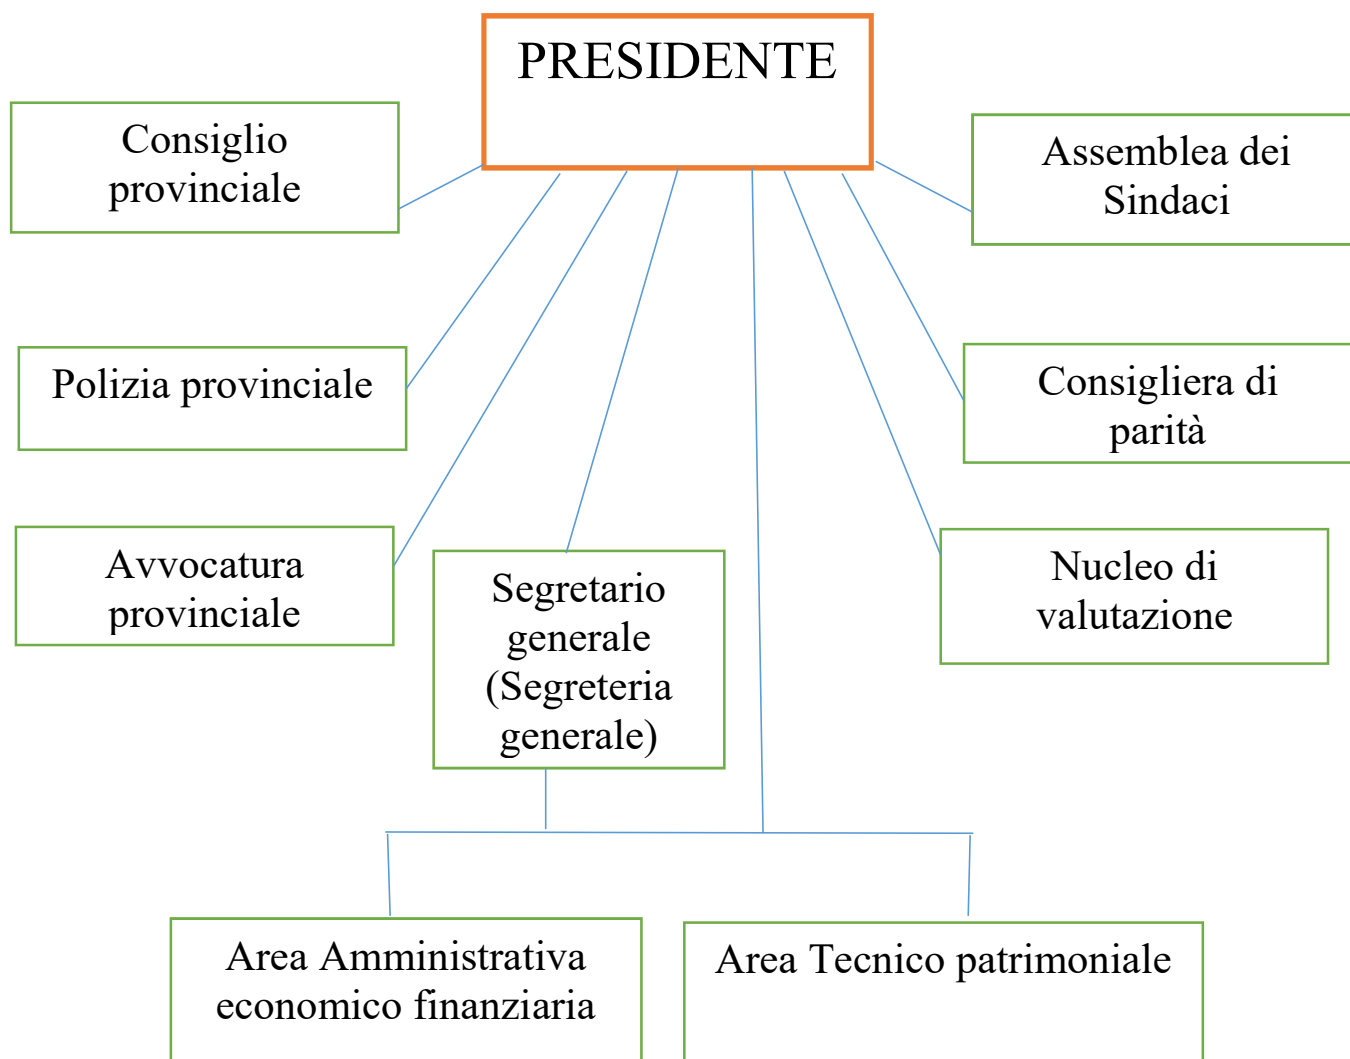 PRESIDENTE
Consiglio
provinciale
Assemblea dei
Sindaci
Polizia provinciale
Consigliera di
parità
Avvocatura
provinciale
Segretario
generale
(Segreteria
generale)
Nucleo di
valutazione
Area Amministrativa
economico finanziaria
Area Tecnico patrimoniale